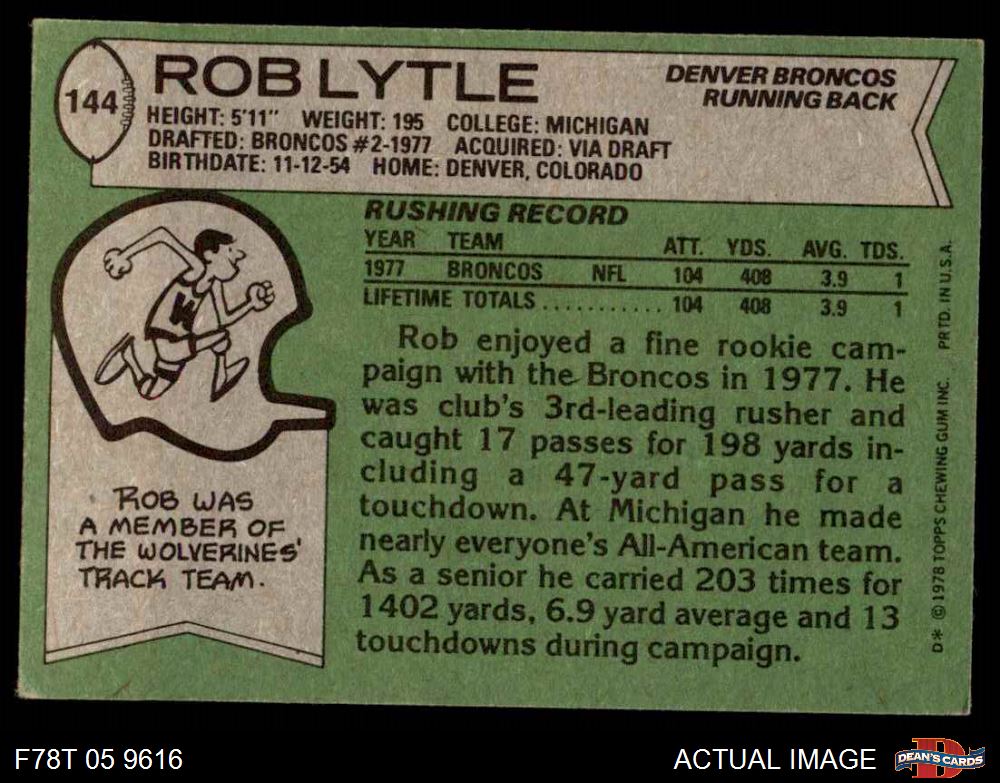 144
ROB LYTLE
DENVER BRONCOS
RUNNING BACK
HEIGHT: 5'11" WEIGHT: 195 COLLEGE: MICHIGAN
DRAFTED: BRONCOS #2-1977 ACQUIRED: VIA DRAFT
BIRTHDATE: 11-12-54 HOME: DENVER, COLORADO
RUSHING RECORD
YEAR TEAM ATT. YDS. AVG. TDS.
1977 BRONCOS NFL 104 408 3.9 1
LIFETIME TOTALS ............ 104 408 3.9 1
Rob enjoyed a fine rookie cam-
paign with the Broncos in 1977. He
was club's 3rd-leading rusher and
caught 17 passes for 198 yards in-
cluding a 47-yard pass for a
touchdown. At Michigan he made
nearly everyone's All-American team.
As a senior he carried 203 times for
1402 yards, 6.9 yard average and 13
touchdowns during campaign.
M
ROB WAS
A MEMBER OF
THE WOLVERINES'
TRACK TEAM.
D* © 1978 TOPPS CHEWING GUM INC. PRTD. IN U.S.A.
F78T 05 9616
ACTUAL IMAGE
D
DEAN'S CARDS